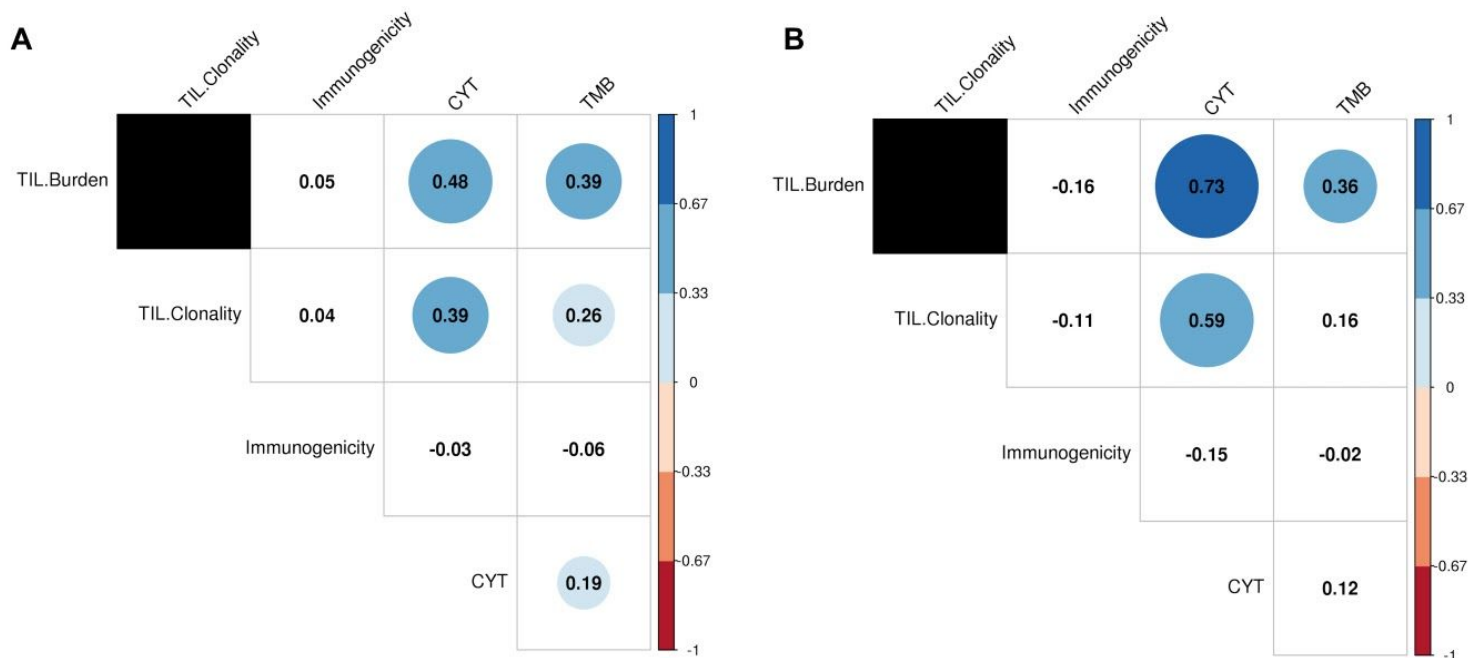 A
TIL.Clonality
Immunogenicity
CYT
TMB
TIL.Burden
0.05
0.48
0.39
TIL.Clonality
0.04
0.39
0.26
Immunogenicity
-0.03
-0.06
CYT
0.19
1
0.67
0.33
0
-0.33
-0.67
-1
B
TIL.Clonality
Immunogenicity
CYT
TMB
TIL.Burden
-0.16
0.73
0.36
TIL.Clonality
-0.11
0.59
0.16
Immunogenicity
-0.15
-0.02
CYT
0.12
1
0.67
0.33
0
-0.33
-0.67
-1